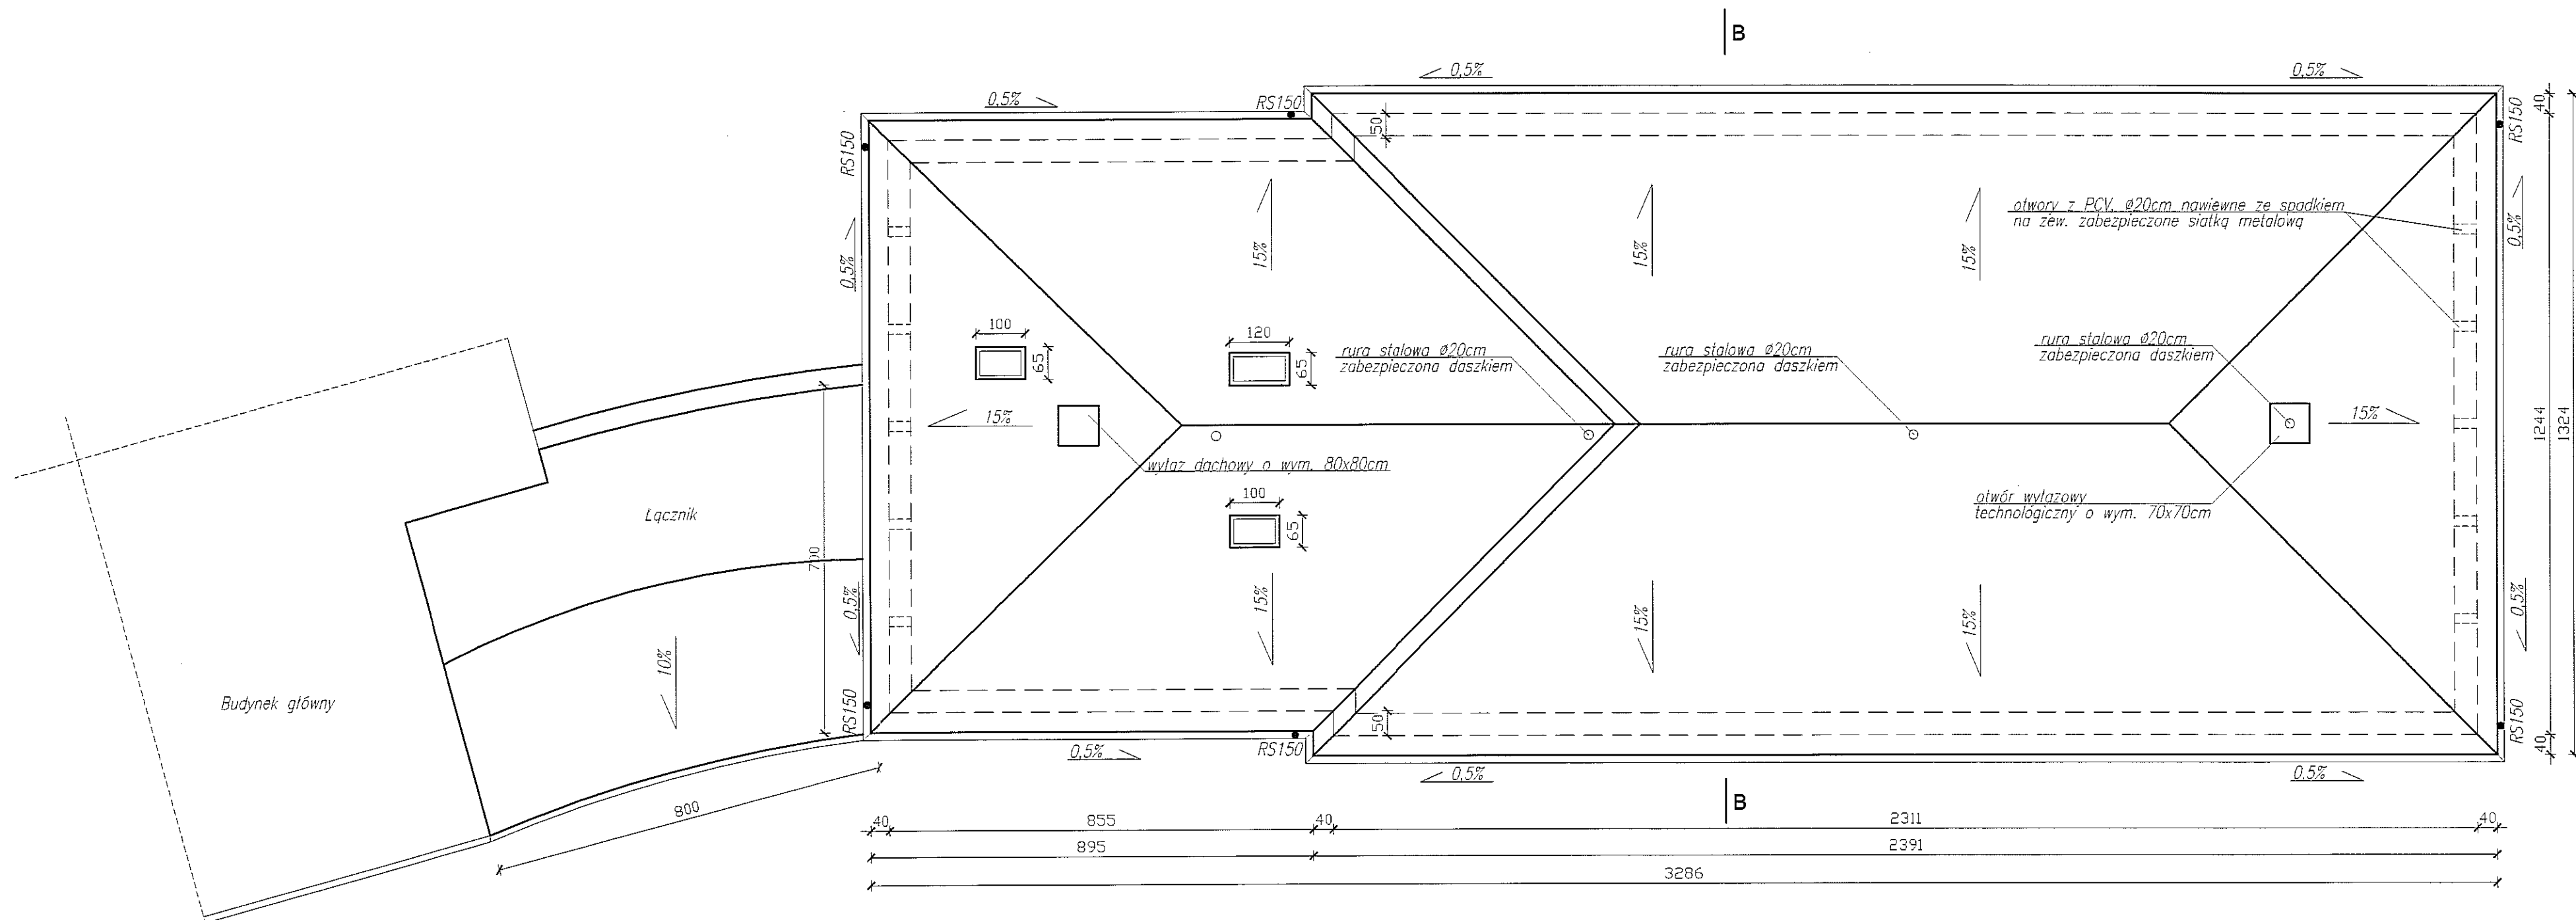 B
0,5%
0,5%
0,5%
RS150
RS150
RS150
40
50
15%
15%
15%
otwory z PCV, ø20cm nawiewne ze spadkiem
na zew. zabezpieczone siatką metalową
0,5%
0,5%
100
65
120
65
rura stalowa ø20cm
zabezpieczona daszkiem
rura stalowa ø20cm
zabezpieczona daszkiem
rura stalowa ø20cm
zabezpieczona daszkiem
15%
15%
1244
1324
wyłaz dachowy o wym. 80x80cm
100
65
otwór wyłazowy
technologiczny o wym. 70x70cm
Łącznik
700
0,5%
0,5%
15%
15%
15%
10%
Budynek główny
RS150
RS150
RS150
50
40
0,5%
0,5%
0,5%
B
800
40
855
40
2311
40
895
2391
3286